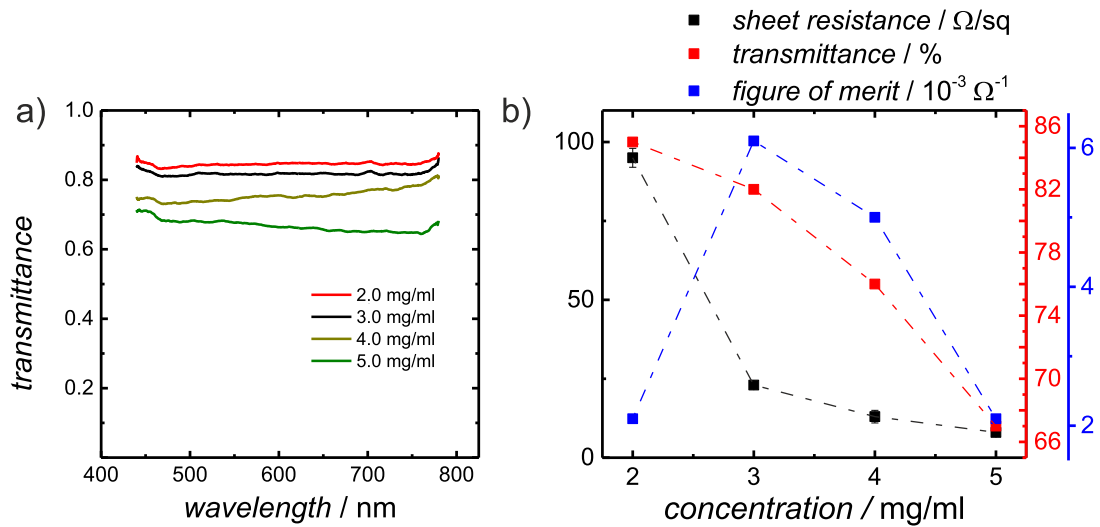 sheet resistance / Ω/sq
transmittance / %
figure of merit / 10⁻³ Ω⁻¹
a)
1.0
0.8
0.6
0.4
0.2
transmittance
2.0 mg/ml
3.0 mg/ml
4.0 mg/ml
5.0 mg/ml
400 500 600 700 800
wavelength / nm
b)
100
50
0
2 3 4 5
concentration / mg/ml
86
82
78
74
70
66
6
4
2